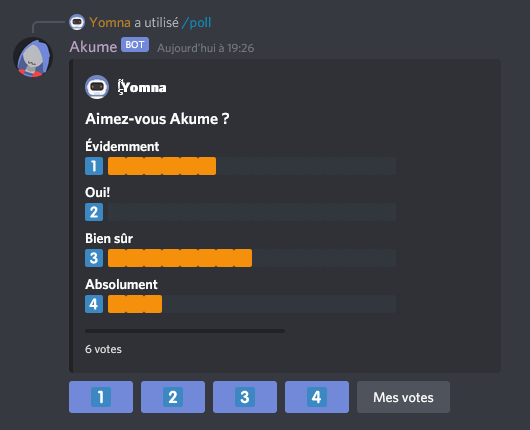 Yomna a utilisé /poll
Akume BOT Aujourd'hui à 19:26
Yomna
Aimez-vous Akume ?
Évidemment
1
Oui!
2
Bien sûr
3
Absolument
4
6 votes
1 2 3 4 Mes votes